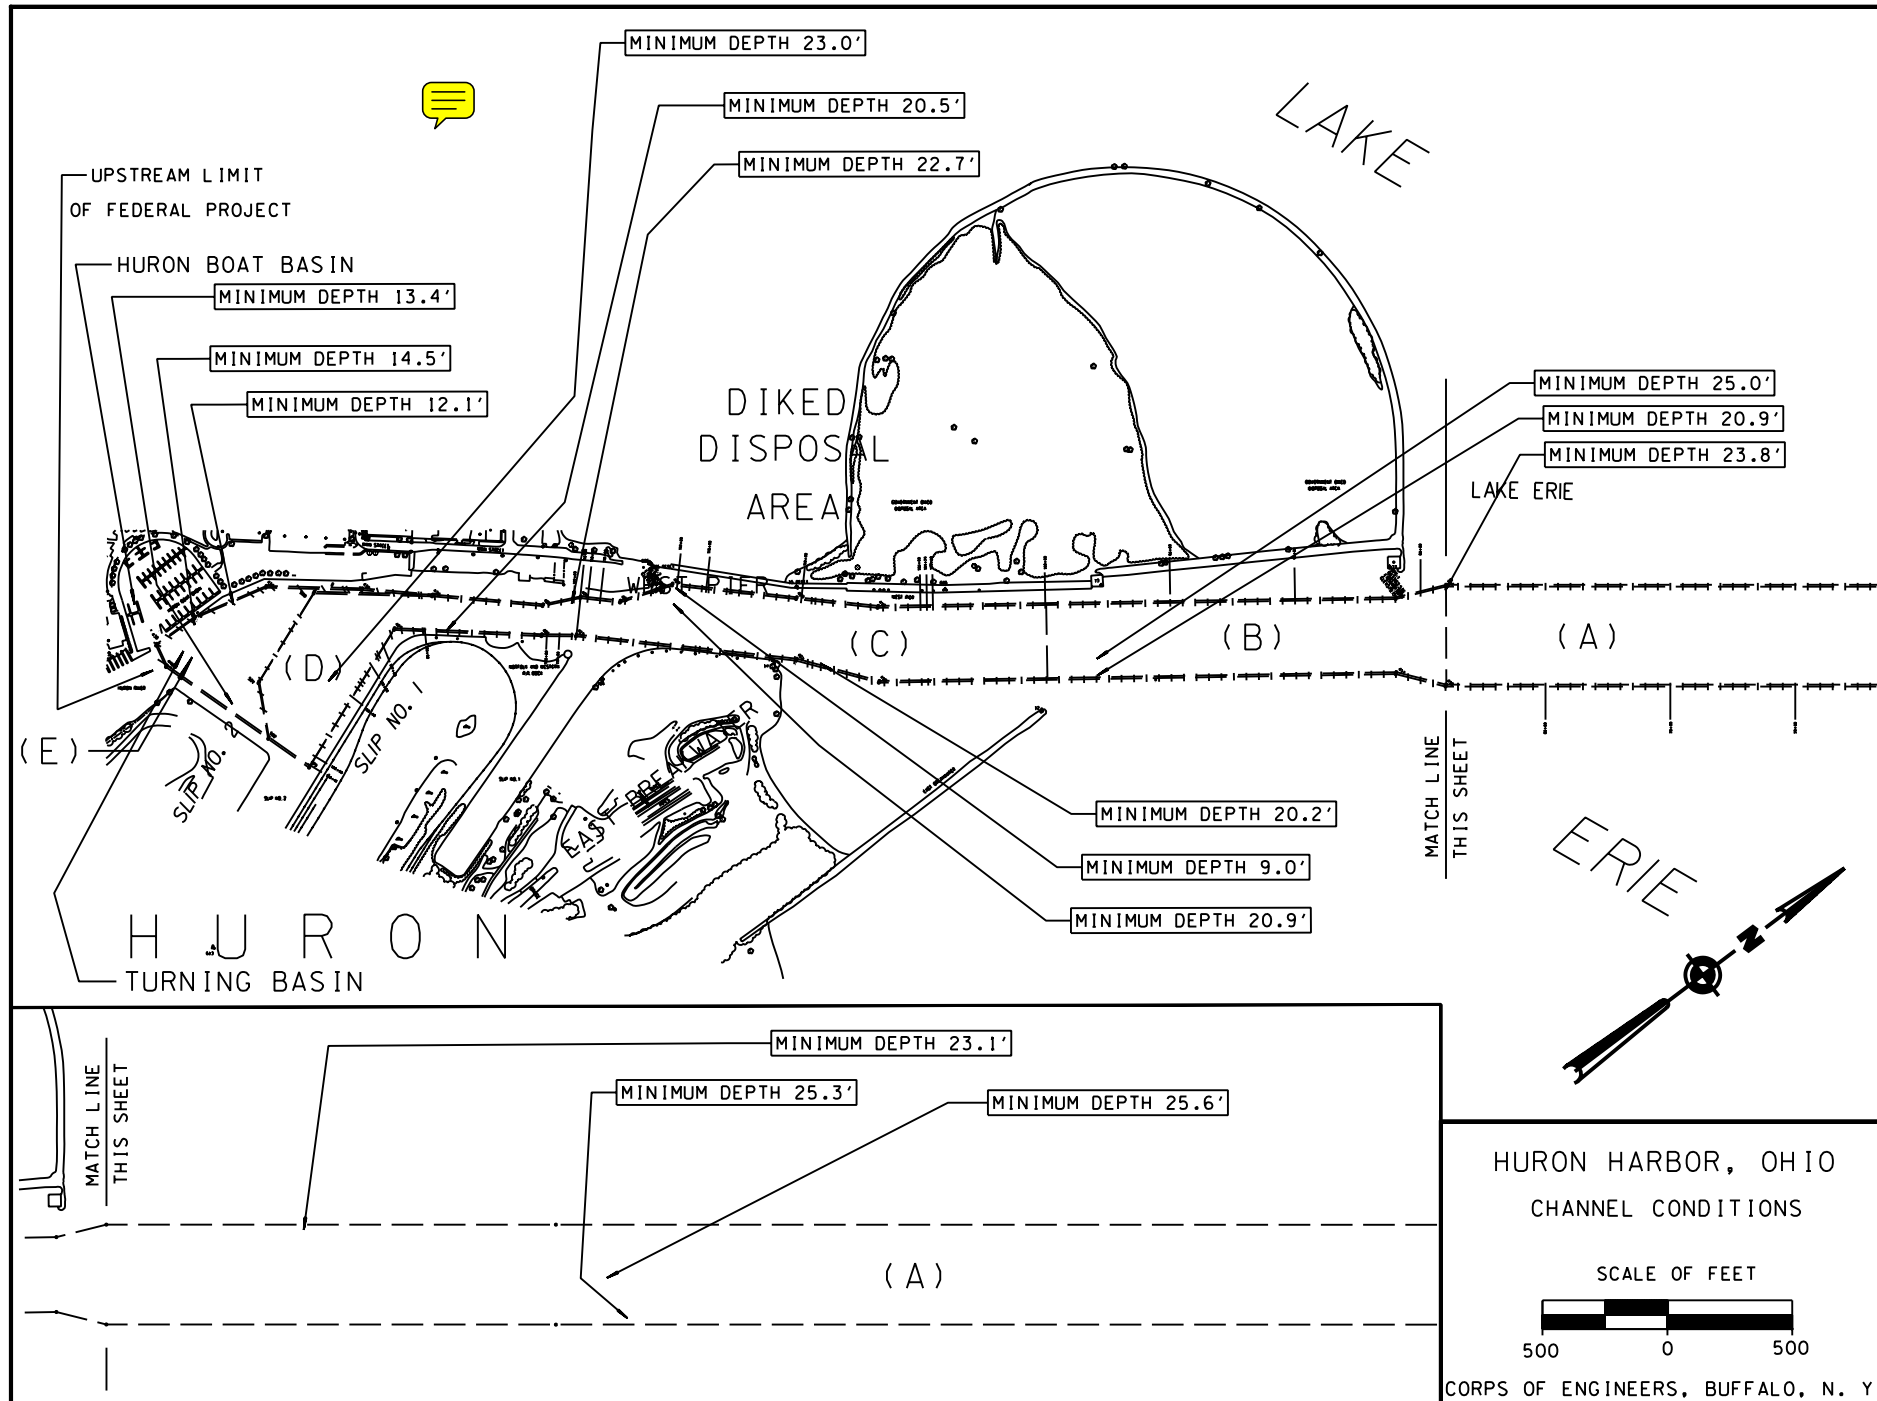 MINIMUM DEPTH 23.0′
MINIMUM DEPTH 20.5′
MINIMUM DEPTH 22.7′
LAKE
UPSTREAM LIMIT
OF FEDERAL PROJECT
HURON BOAT BASIN
MINIMUM DEPTH 13.4′
MINIMUM DEPTH 14.5′
MINIMUM DEPTH 12.1′
DIKED
DISPOSAL
AREA
MINIMUM DEPTH 25.0′
MINIMUM DEPTH 20.9′
MINIMUM DEPTH 23.8′
LAKE ERIE
WEST PIER
(D)
(C)
(B)
(A)
(E)
SLIP NO. 2
SLIP NO. 1
EAST BREAKWATER
MATCH LINE
THIS SHEET
MINIMUM DEPTH 20.2′
MINIMUM DEPTH 9.0′
MINIMUM DEPTH 20.9′
ERIE
N
HURON
TURNING BASIN
MATCH LINE
THIS SHEET
MINIMUM DEPTH 23.1′
MINIMUM DEPTH 25.3′
MINIMUM DEPTH 25.6′
(A)
HURON HARBOR, OHIO
CHANNEL CONDITIONS
SCALE OF FEET
500 0 500
CORPS OF ENGINEERS, BUFFALO, N. Y